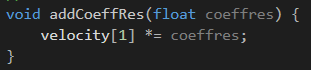 void addCoeffRes(float coeffres) {
    velocity[1] *= coeffres;
}